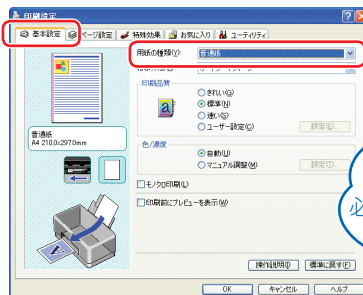 印刷設定
基本設定 ページ設定 特殊効果 お気に入り ユーティリティ
用紙の種類(Y): 普通紙
印刷品質
きれい(G)
標準(N)
速い(S)
ユーザー設定(C) 設定(E)...
普通紙
A4 210.0x297.0mm
色/濃度
自動(U)
マニュアル調整(M) 設定(T)...
モノクロ印刷(L)
印刷前にプレビューを表示(W)
操作説明(I) 標準に戻す(F)
OK キャンセル ヘルプ
必